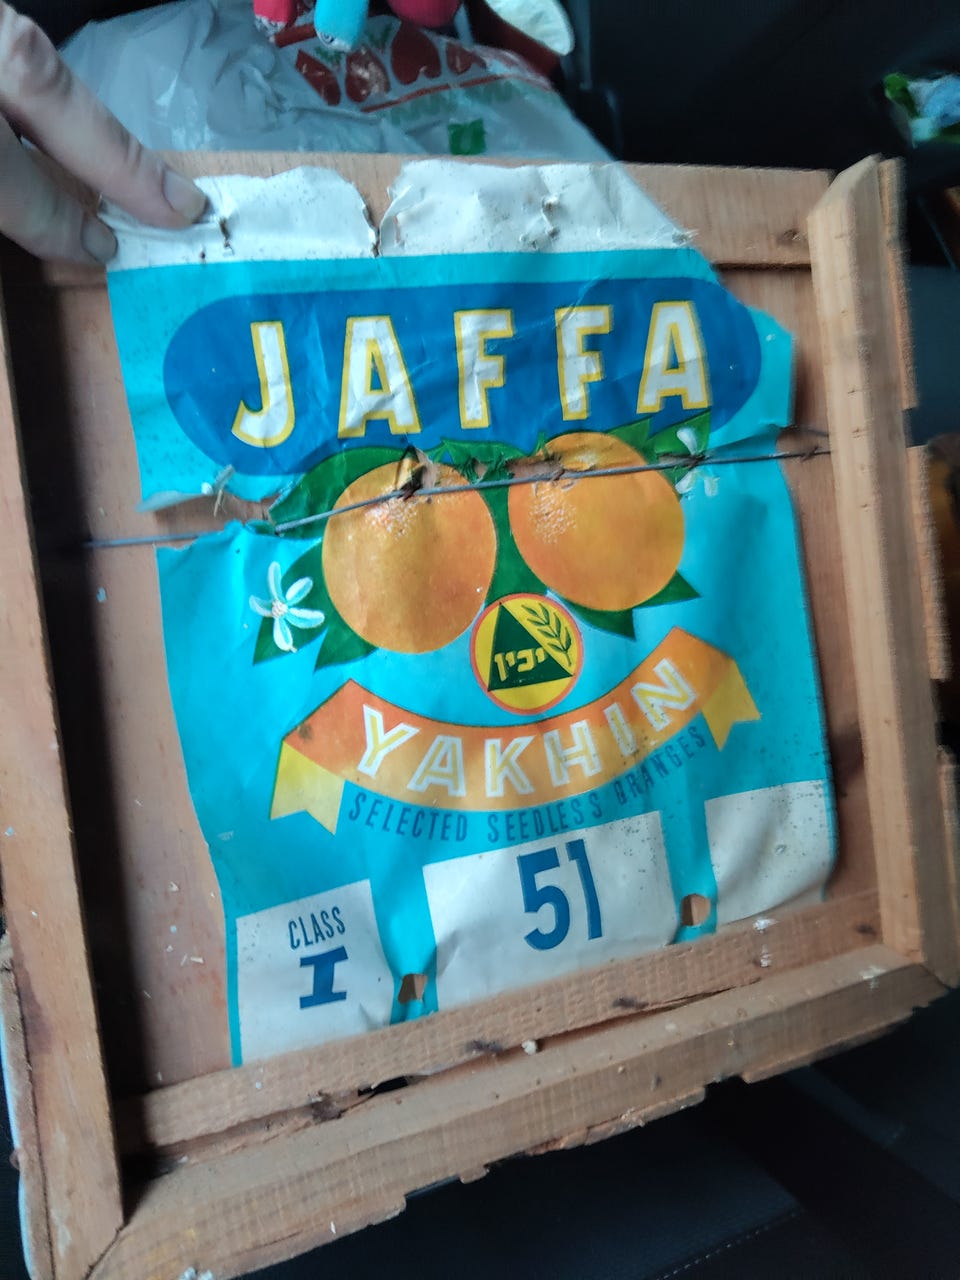 JAFFA
יכין
YAKHIN
SELECTED SEEDLESS ORANGES
51
CLASS
I